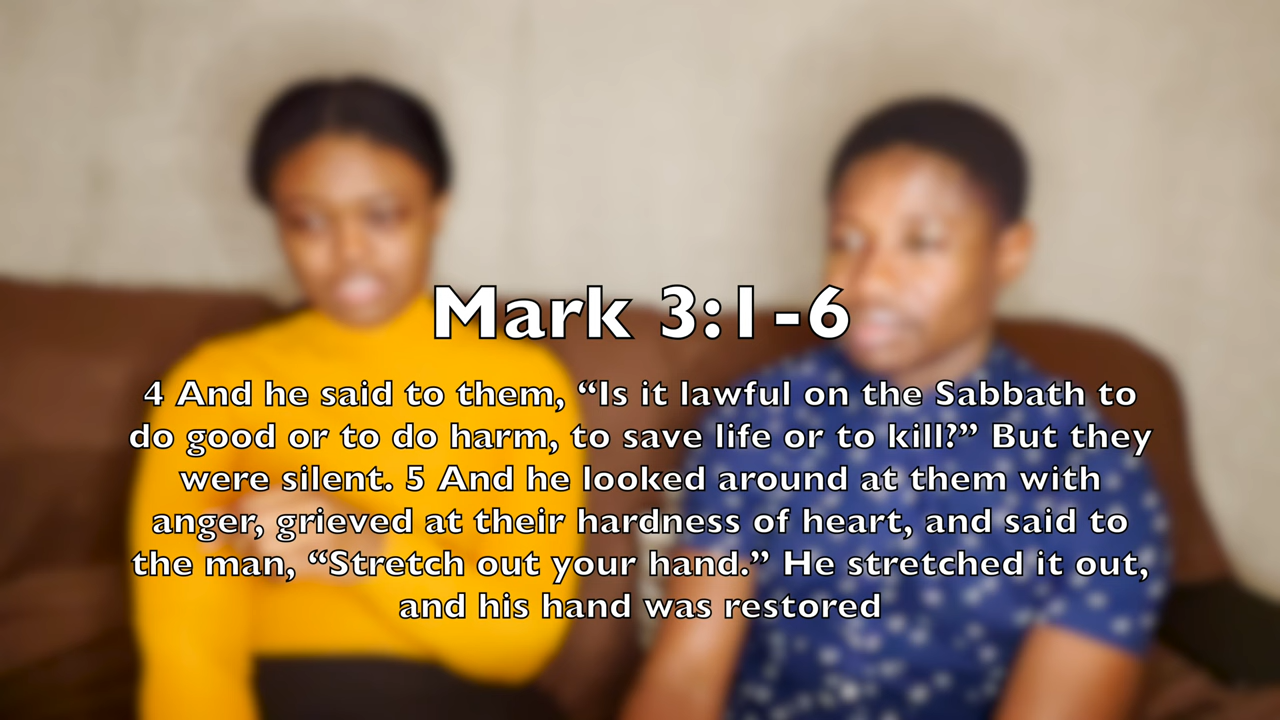 Mark 3:1-6
4 And he said to them, “Is it lawful on the Sabbath to
do good or to do harm, to save life or to kill?” But they
were silent. 5 And he looked around at them with
anger, grieved at their hardness of heart, and said to
the man, “Stretch out your hand.” He stretched it out,
and his hand was restored